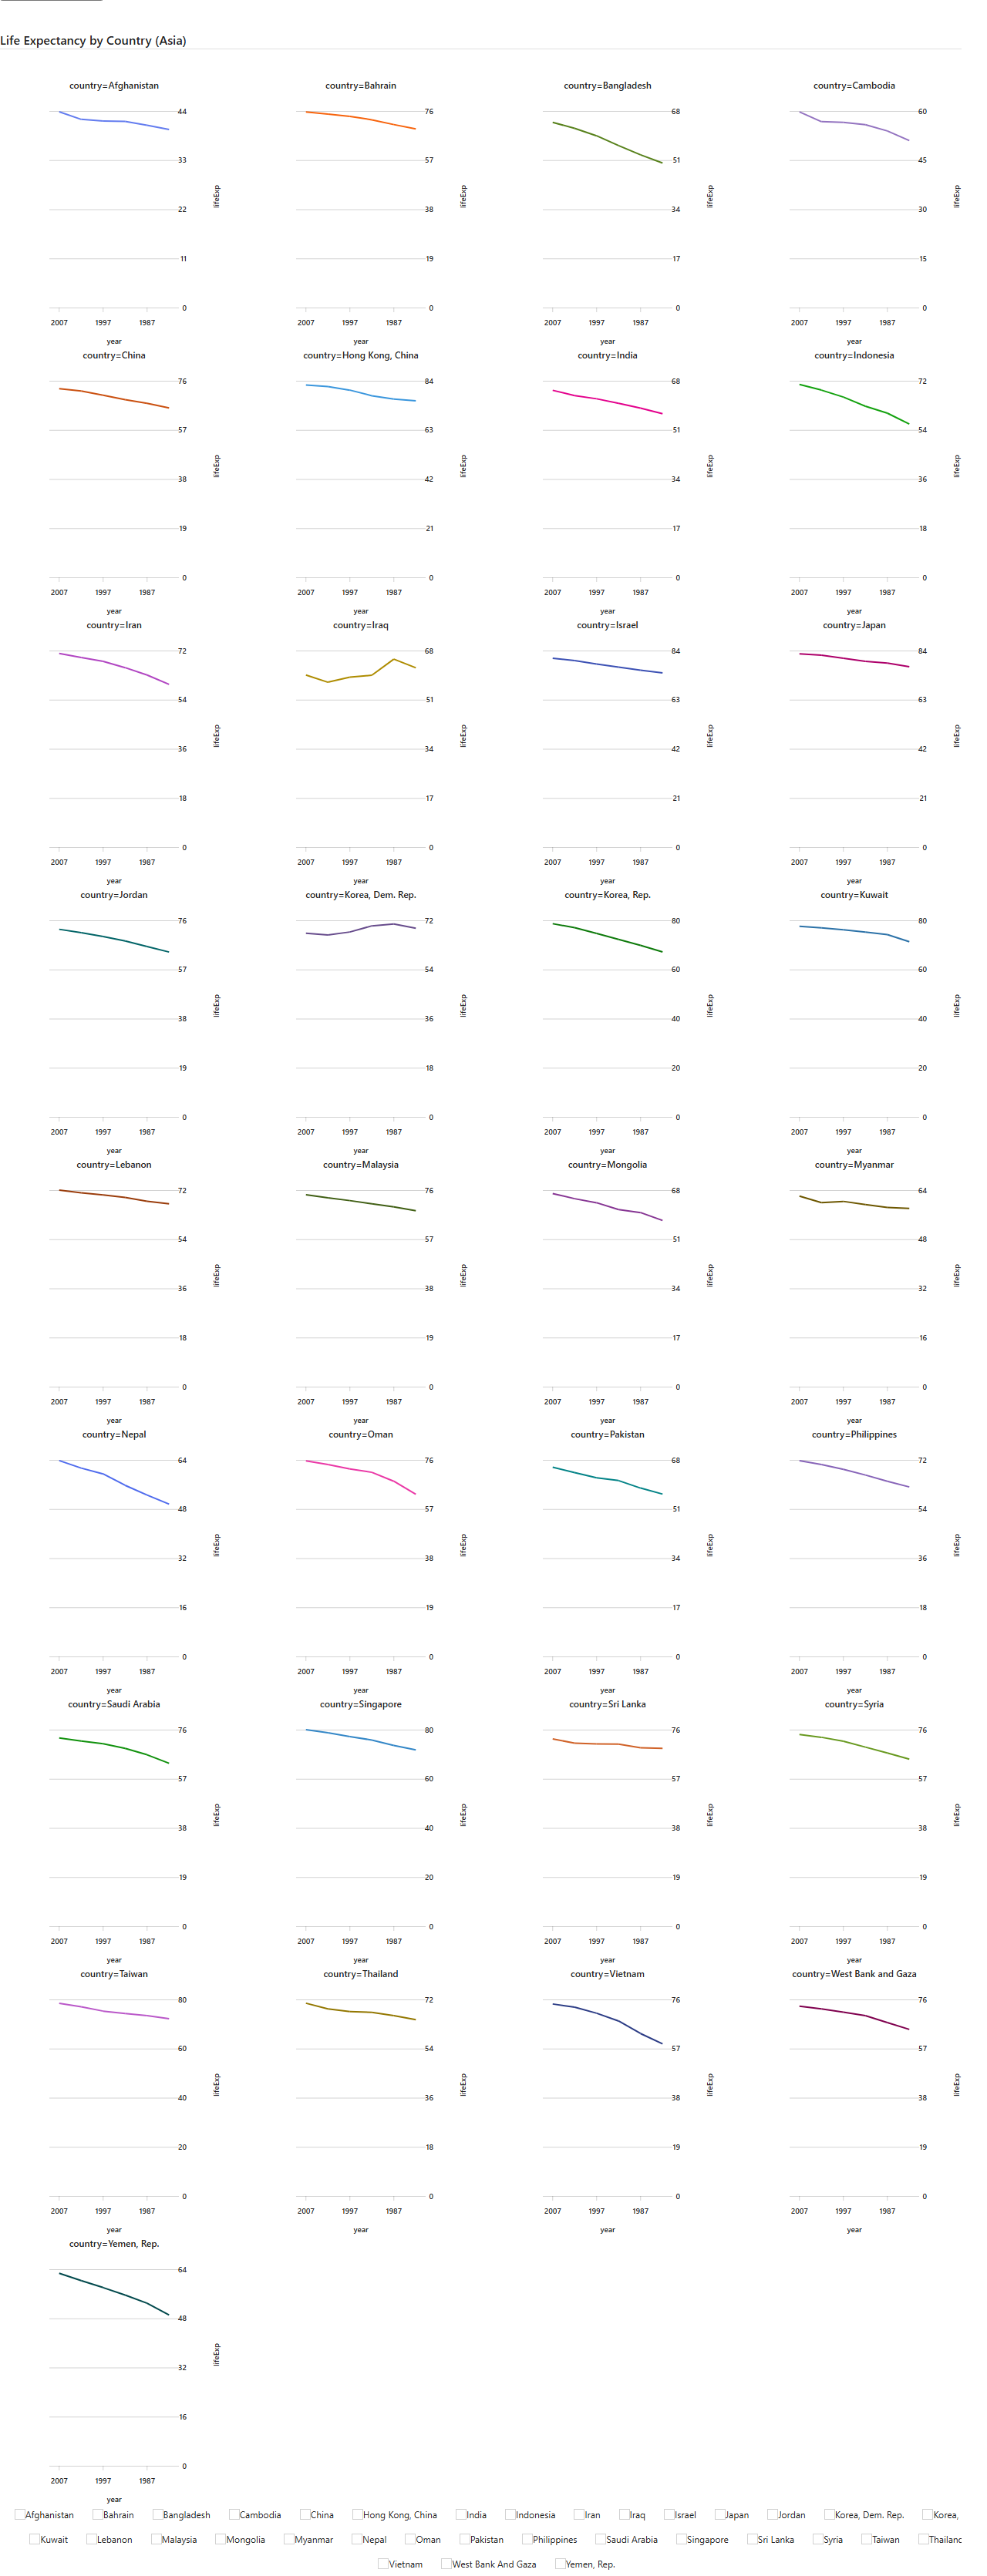 Life Expectancy by Country (Asia)
country=Afghanistan
44
33
22
11
0
lifeExp
2007 1997 1987
year
country=Bahrain
76
57
38
19
0
lifeExp
2007 1997 1987
year
country=Bangladesh
68
51
34
17
0
lifeExp
2007 1997 1987
year
country=Cambodia
60
45
30
15
0
lifeExp
2007 1997 1987
year
country=China
76
57
38
19
0
lifeExp
2007 1997 1987
year
country=Hong Kong, China
84
63
42
21
0
lifeExp
2007 1997 1987
year
country=India
68
51
34
17
0
lifeExp
2007 1997 1987
year
country=Indonesia
72
54
36
18
0
lifeExp
2007 1997 1987
year
country=Iran
72
54
36
18
0
lifeExp
2007 1997 1987
year
country=Iraq
68
51
34
17
0
lifeExp
2007 1997 1987
year
country=Israel
84
63
42
21
0
lifeExp
2007 1997 1987
year
country=Japan
84
63
42
21
0
lifeExp
2007 1997 1987
year
country=Jordan
76
57
38
19
0
lifeExp
2007 1997 1987
year
country=Korea, Dem. Rep.
72
54
36
18
0
lifeExp
2007 1997 1987
year
country=Korea, Rep.
80
60
40
20
0
lifeExp
2007 1997 1987
year
country=Kuwait
80
60
40
20
0
lifeExp
2007 1997 1987
year
country=Lebanon
72
54
36
18
0
lifeExp
2007 1997 1987
year
country=Malaysia
76
57
38
19
0
lifeExp
2007 1997 1987
year
country=Mongolia
68
51
34
17
0
lifeExp
2007 1997 1987
year
country=Myanmar
64
48
32
16
0
lifeExp
2007 1997 1987
year
country=Nepal
64
48
32
16
0
lifeExp
2007 1997 1987
year
country=Oman
76
57
38
19
0
lifeExp
2007 1997 1987
year
country=Pakistan
68
51
34
17
0
lifeExp
2007 1997 1987
year
country=Philippines
72
54
36
18
0
lifeExp
2007 1997 1987
year
country=Saudi Arabia
76
57
38
19
0
lifeExp
2007 1997 1987
year
country=Singapore
80
60
40
20
0
lifeExp
2007 1997 1987
year
country=Sri Lanka
76
57
38
19
0
lifeExp
2007 1997 1987
year
country=Syria
76
57
38
19
0
lifeExp
2007 1997 1987
year
country=Taiwan
80
60
40
20
0
lifeExp
2007 1997 1987
year
country=Thailand
72
54
36
18
0
lifeExp
2007 1997 1987
year
country=Vietnam
76
57
38
19
0
lifeExp
2007 1997 1987
year
country=West Bank and Gaza
76
57
38
19
0
lifeExp
2007 1997 1987
year
country=Yemen, Rep.
64
48
32
16
0
lifeExp
2007 1997 1987
year
Afghanistan Bahrain Bangladesh Cambodia China Hong Kong, China India Indonesia Iran Iraq Israel Japan Jordan Korea, Dem. Rep. Korea,
Kuwait Lebanon Malaysia Mongolia Myanmar Nepal Oman Pakistan Philippines Saudi Arabia Singapore Sri Lanka Syria Taiwan Thailanc
Vietnam West Bank And Gaza Yemen, Rep.